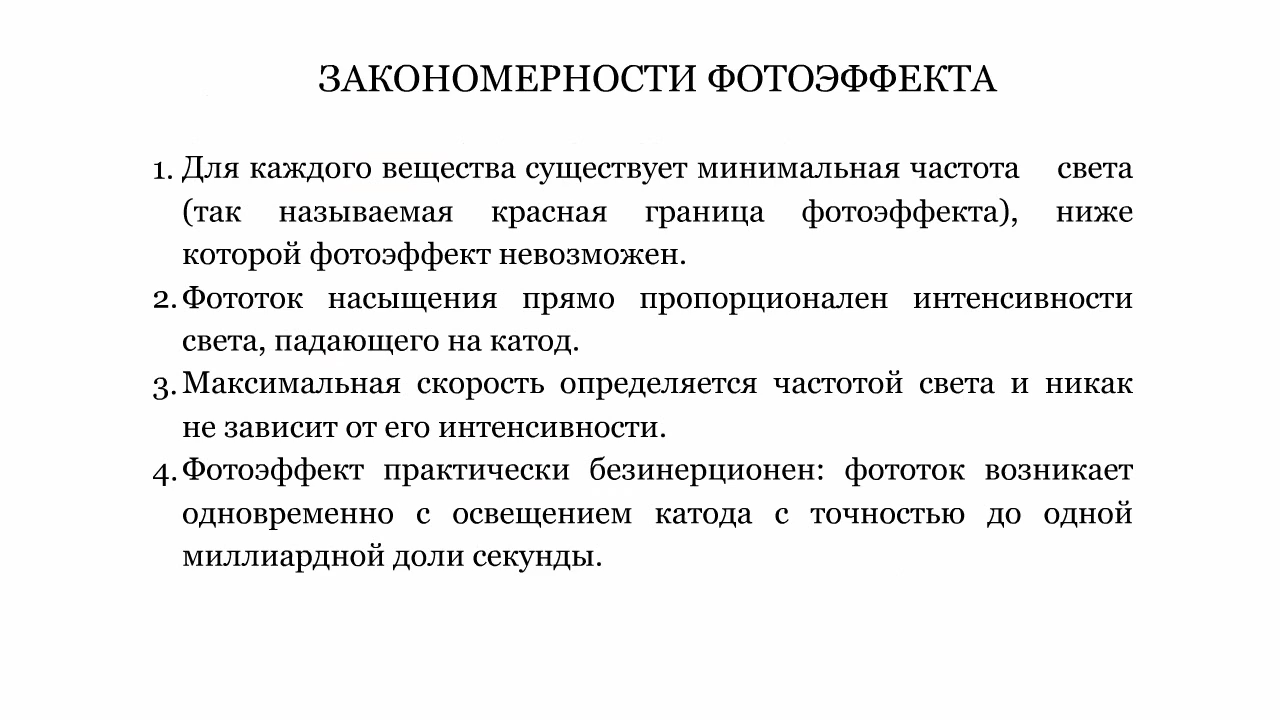 ЗАКОНОМЕРНОСТИ ФОТОЭФФЕКТА
1. Для каждого вещества существует минимальная частота света
(так называемая красная граница фотоэффекта), ниже
которой фотоэффект невозможен.
2. Фототок насыщения прямо пропорционален интенсивности
света, падающего на катод.
3. Максимальная скорость определяется частотой света и никак
не зависит от его интенсивности.
4. Фотоэффект практически безинерционен: фототок возникает
одновременно с освещением катода с точностью до одной
миллиардной доли секунды.